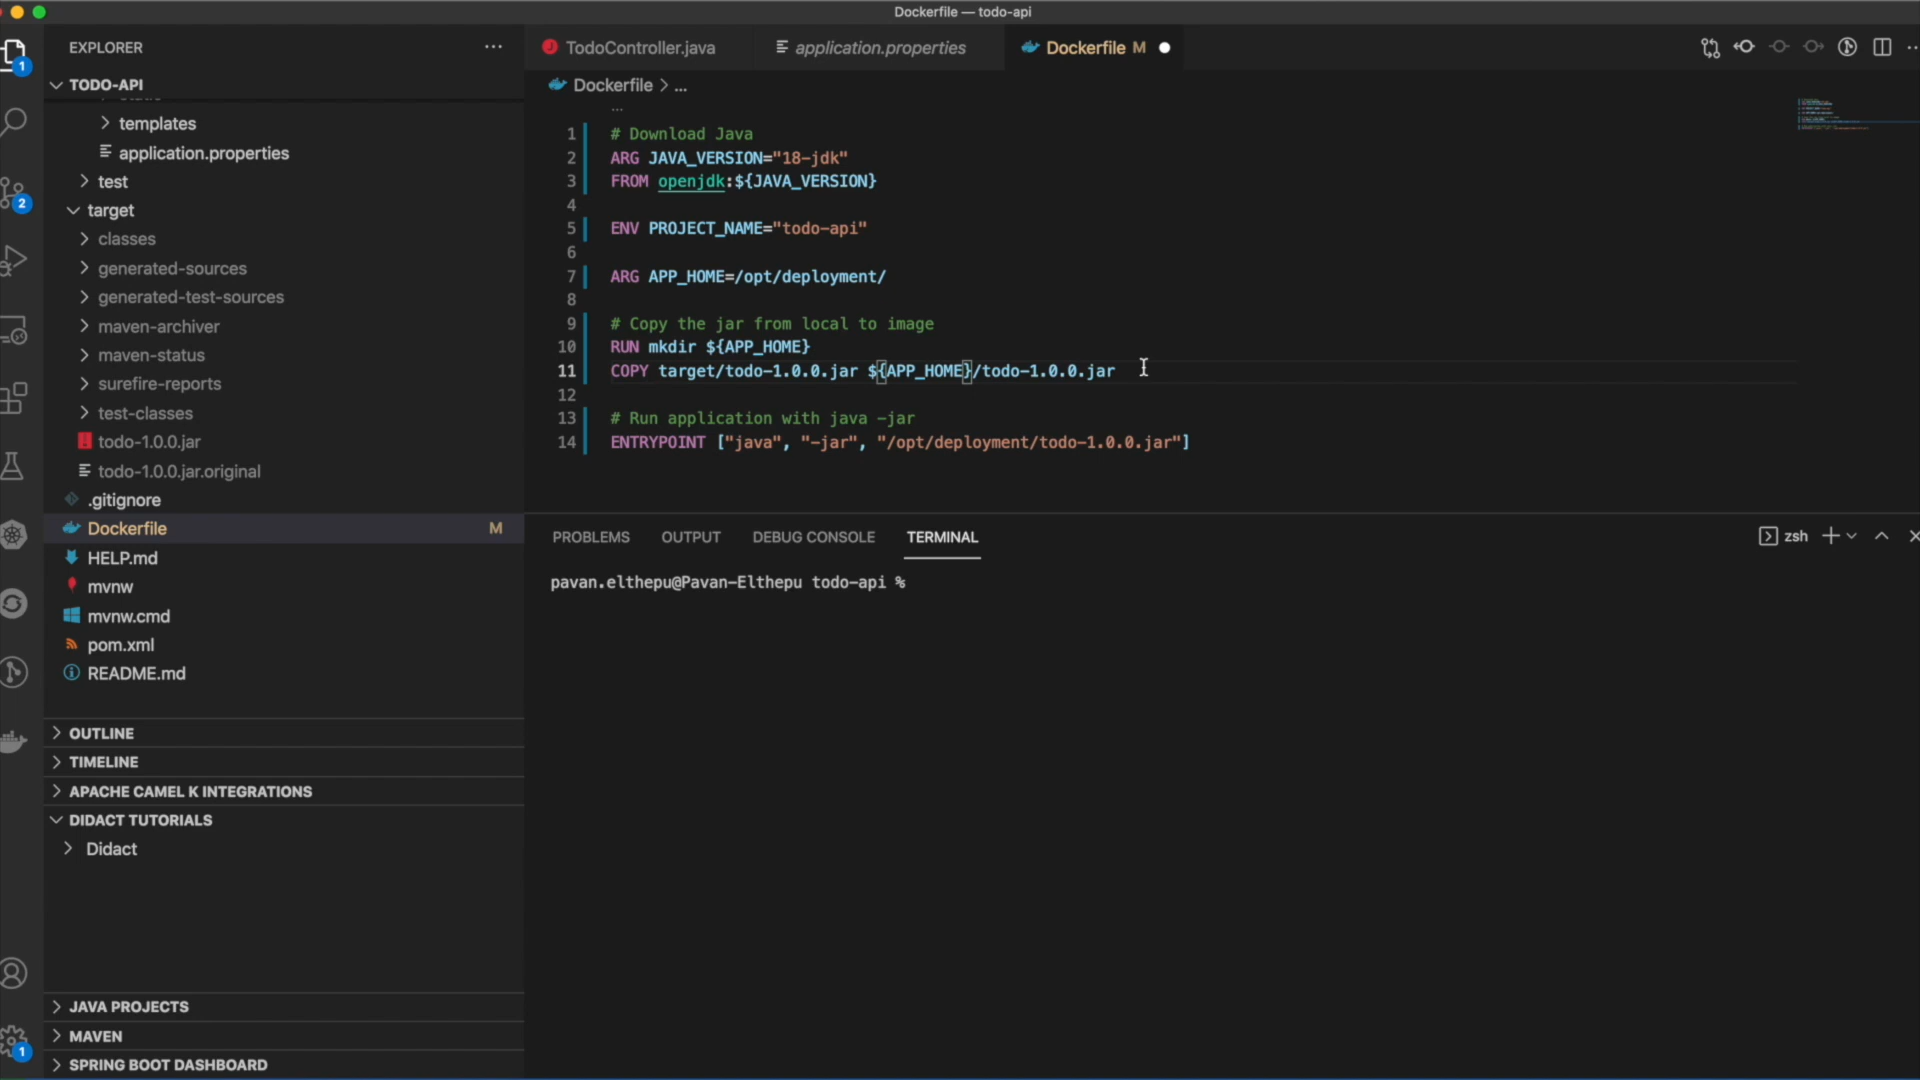 Dockerfile — todo-api
EXPLORER
TODO-API
templates
application.properties
test
target
classes
generated-sources
generated-test-sources
maven-archiver
maven-status
surefire-reports
test-classes
todo-1.0.0.jar
todo-1.0.0.jar.original
.gitignore
Dockerfile M
HELP.md
mvnw
mvnw.cmd
pom.xml
README.md
OUTLINE
TIMELINE
APACHE CAMEL K INTEGRATIONS
DIDACT TUTORIALS
Didact
JAVA PROJECTS
MAVEN
SPRING BOOT DASHBOARD
1
2
1
TodoController.java application.properties Dockerfile M
Dockerfile > ...
1 # Download Java
2 ARG JAVA_VERSION="18-jdk"
3 FROM openjdk:${JAVA_VERSION}
4
5 ENV PROJECT_NAME="todo-api"
6
7 ARG APP_HOME=/opt/deployment/
8
9 # Copy the jar from local to image
10 RUN mkdir ${APP_HOME}
11 COPY target/todo-1.0.0.jar ${APP_HOME}/todo-1.0.0.jar
12
13 # Run application with java -jar
14 ENTRYPOINT ["java", "-jar", "/opt/deployment/todo-1.0.0.jar"]
PROBLEMS OUTPUT DEBUG CONSOLE TERMINAL zsh
pavan.elthepu@Pavan-Elthepu todo-api %